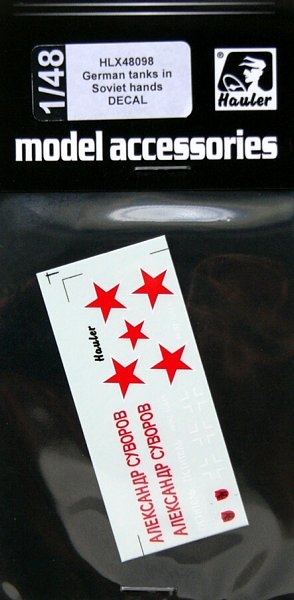 1/48
HLX48098
German tanks in
Soviet hands
DECAL
®
Hauler
model accessories
Hauler
АЛЕКСАНДР СУВОРОВ
АЛЕКСАНДР СУВОРОВ